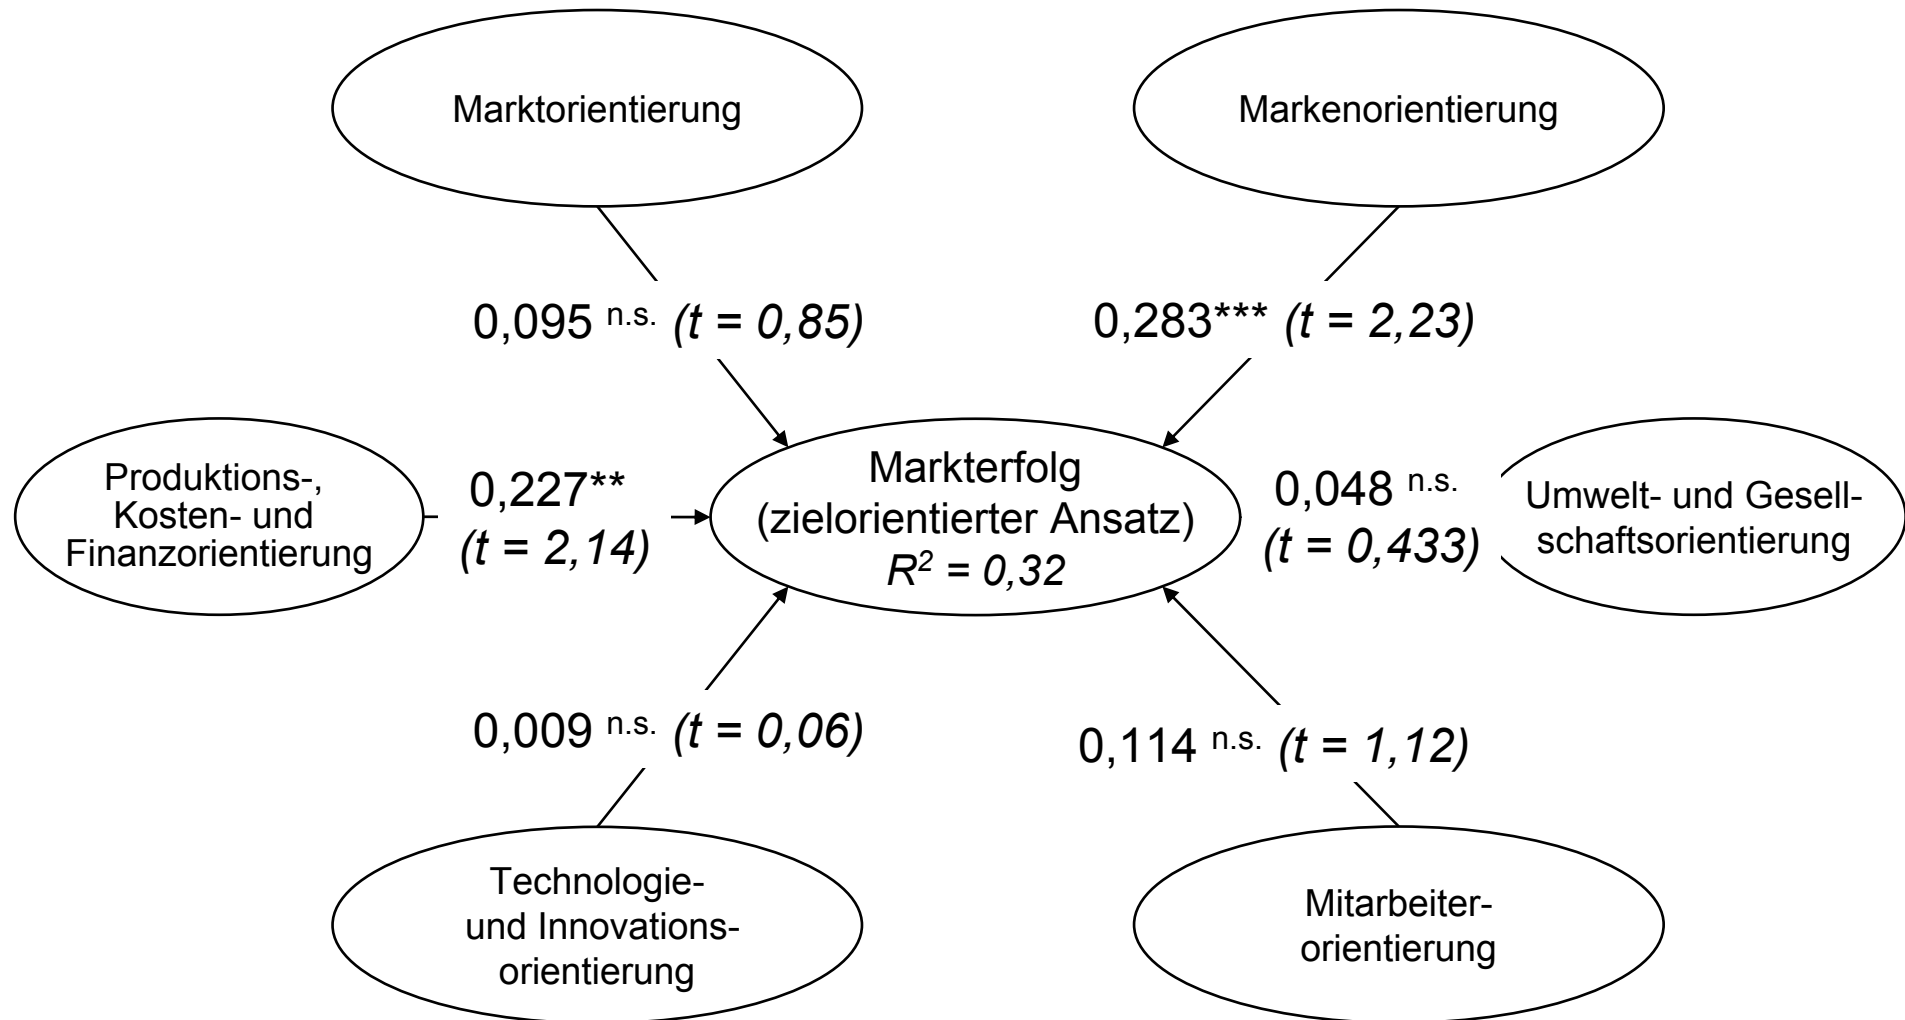 Marktorientierung
Markenorientierung
0,095 n.s. (t = 0,85)
0,283*** (t = 2,23)
Produktions-,
Kosten- und
Finanzorientierung
0,227**
(t = 2,14)
Markterfolg
(zielorientierter Ansatz)
R² = 0,32
0,048 n.s.
(t = 0,433)
Umwelt- und Gesell-
schaftsorientierung
0,009 n.s. (t = 0,06)
0,114 n.s. (t = 1,12)
Technologie-
und Innovations-
orientierung
Mitarbeiter-
orientierung